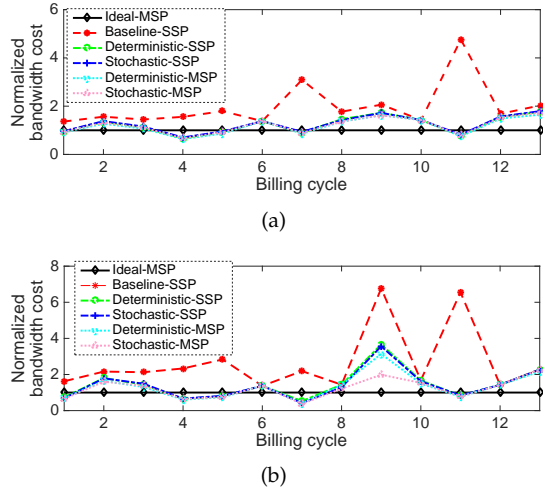 Normalized
bandwidth cost
6
4
2
0
Ideal-MSP
Baseline-SSP
Deterministic-SSP
Stochastic-SSP
Deterministic-MSP
Stochastic-MSP
2 4 6 8 10 12
Billing cycle
(a)
Normalized
bandwidth cost
8
6
4
2
0
Ideal-MSP
Baseline-SSP
Deterministic-SSP
Stochastic-SSP
Deterministic-MSP
Stochastic-MSP
2 4 6 8 10 12
Billing cycle
(b)